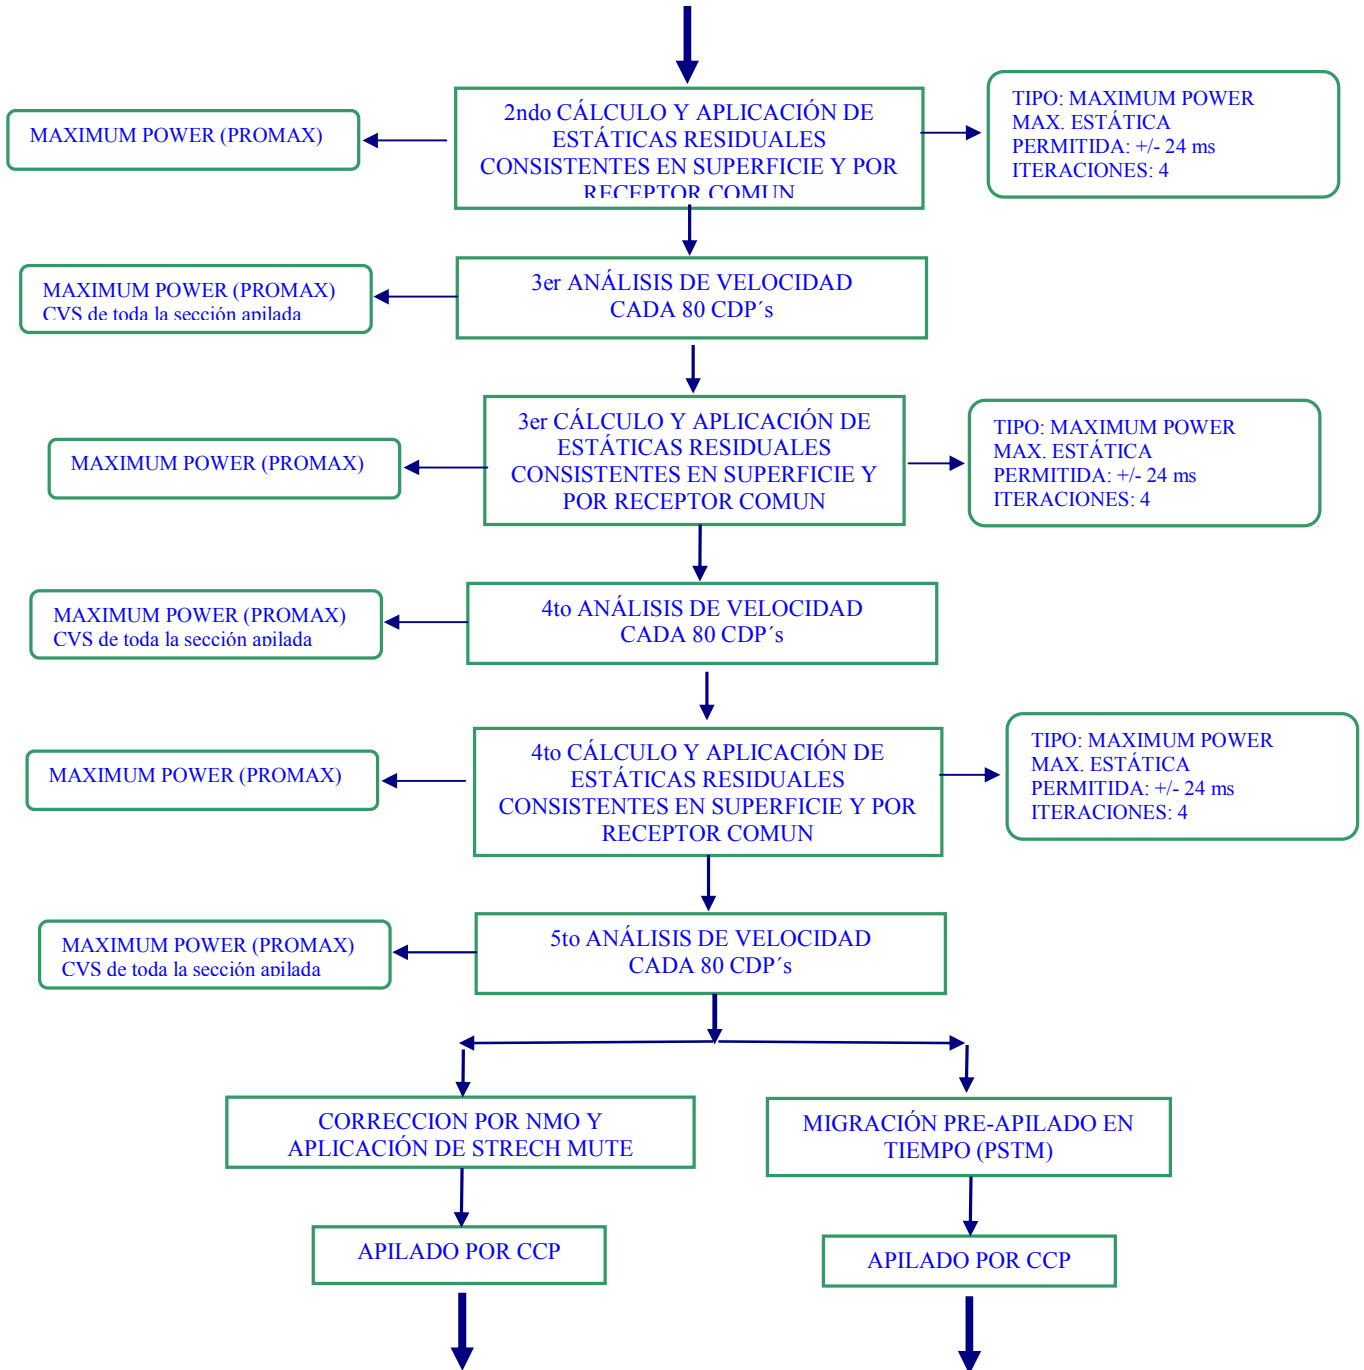 MAXIMUM POWER (PROMAX)
2ndo CÁLCULO Y APLICACIÓN DE
ESTÁTICAS RESIDUALES
CONSISTENTES EN SUPERFICIE Y POR
RECEPTOR COMUN
TIPO: MAXIMUM POWER
MAX. ESTÁTICA
PERMITIDA: +/- 24 ms
ITERACIONES: 4
MAXIMUM POWER (PROMAX)
CVS de toda la sección apilada
3er ANÁLISIS DE VELOCIDAD
CADA 80 CDP´s
MAXIMUM POWER (PROMAX)
3er CÁLCULO Y APLICACIÓN DE
ESTÁTICAS RESIDUALES
CONSISTENTES EN SUPERFICIE Y
POR RECEPTOR COMUN
TIPO: MAXIMUM POWER
MAX. ESTÁTICA
PERMITIDA: +/- 24 ms
ITERACIONES: 4
MAXIMUM POWER (PROMAX)
CVS de toda la sección apilada
4to ANÁLISIS DE VELOCIDAD
CADA 80 CDP´s
MAXIMUM POWER (PROMAX)
4to CÁLCULO Y APLICACIÓN DE
ESTÁTICAS RESIDUALES
CONSISTENTES EN SUPERFICIE Y POR
RECEPTOR COMUN
TIPO: MAXIMUM POWER
MAX. ESTÁTICA
PERMITIDA: +/- 24 ms
ITERACIONES: 4
MAXIMUM POWER (PROMAX)
CVS de toda la sección apilada
5to ANÁLISIS DE VELOCIDAD
CADA 80 CDP´s
CORRECCION POR NMO Y
APLICACIÓN DE STRECH MUTE
MIGRACIÓN PRE-APILADO EN
TIEMPO (PSTM)
APILADO POR CCP
APILADO POR CCP